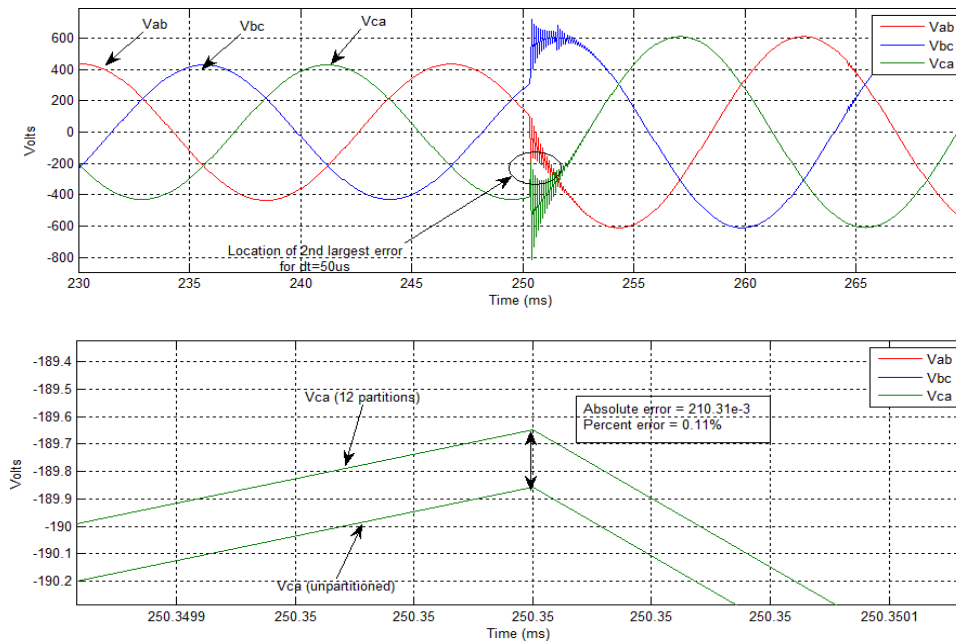 Vab
Vbc
Vca
Vab
Vbc
Vca
600
400
200
0
-200
-400
-600
-800
Volts
Location of 2nd largest error
for dt=50us
230
235
240
245
250
255
260
265
Time (ms)
-189.4
-189.5
-189.6
-189.7
-189.8
-189.9
-190
-190.1
-190.2
Volts
Vab
Vbc
Vca
Vca (12 partitions)
Absolute error = 210.31e-3
Percent error = 0.11%
Vca (unpartitioned)
250.3499
250.35
250.35
250.35
250.35
250.35
250.3501
Time (ms)